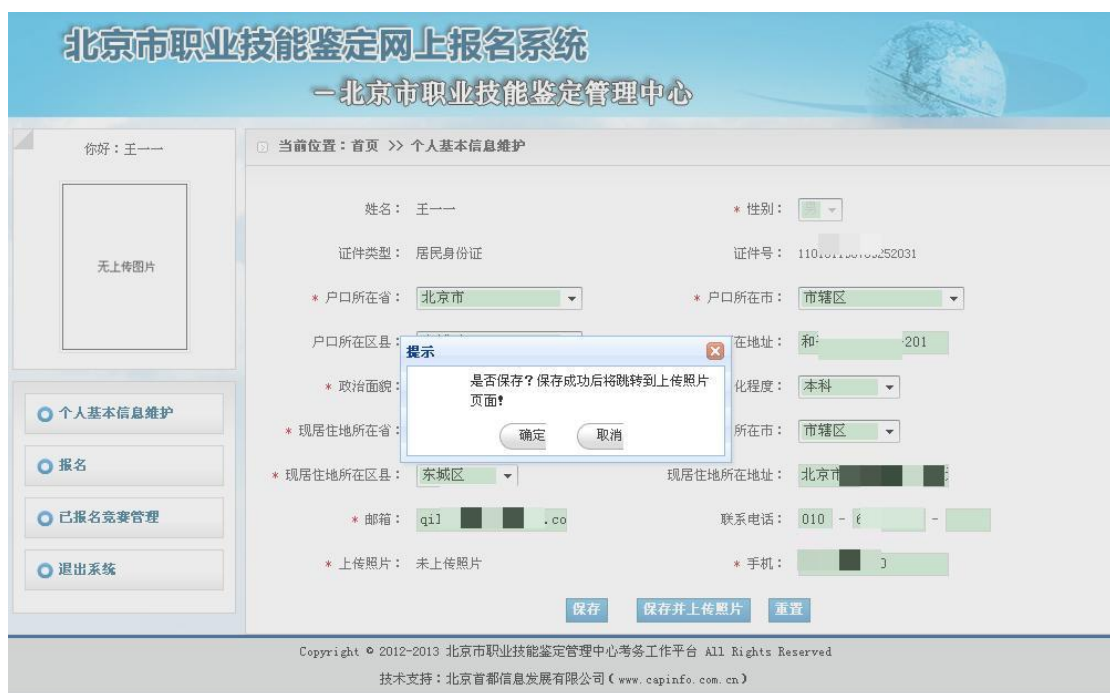 北京市职业技能鉴定网上报名系统
—北京市职业技能鉴定管理中心
你好：王一一
当前位置：首页 >> 个人基本信息维护
无上传图片
姓名： 王一一 * 性别： 男
证件类型： 居民身份证 证件号：
* 户口所在省： 北京市 * 户口所在市： 市辖区
户口所在区县： 在地址： 和 201
* 政治面貌： 化程度： 本科
* 现居住地所在省： 所在市： 市辖区
* 现居住地所在区县： 东城区 现居住地所在地址： 北京市
* 邮箱： .co 联系电话： 010 - -
* 上传照片： 未上传照片 * 手机：
提示
是否保存？保存成功后将跳转到上传照片
页面！
确定 取消
个人基本信息维护
报名
已报名竞赛管理
退出系统
保存 保存并上传照片 重置
Copyright © 2012-2013 北京市职业技能鉴定管理中心考务工作平台 All Rights Reserved
技术支持：北京首都信息发展有限公司(www.capinfo.com.cn)